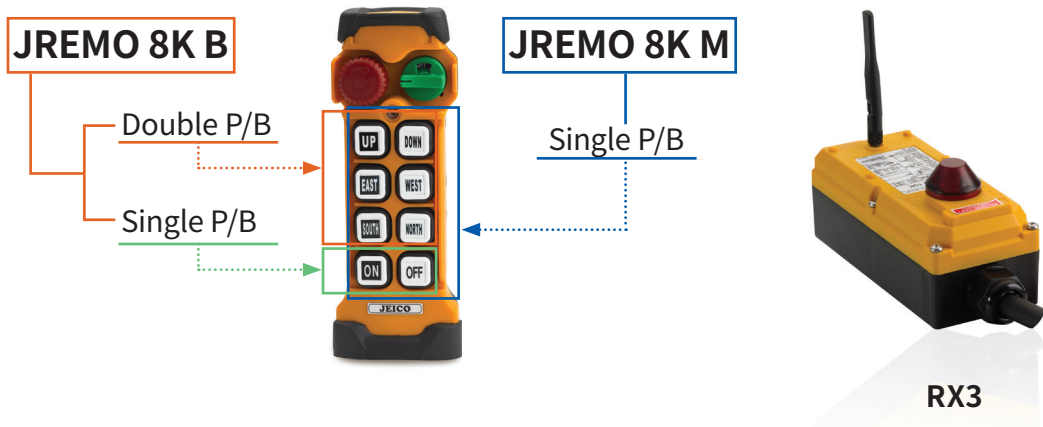 JREMO 8K B
Double P/B
Single P/B
UP
DOWN
EAST
WEST
SOUTH
NORTH
ON
OFF
JEICO
JREMO 8K M
Single P/B
RX3